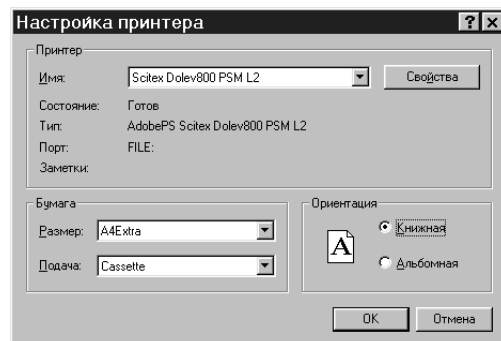 Настройка принтера
Принтер
Имя: Scitex Dolev800 PSM L2 Свойства
Состояние: Готов
Тип: AdobePS Scitex Dolev800 PSM L2
Порт: FILE:
Заметки:
Бумага
Размер: A4Extra
Подача: Cassette
Ориентация
A
Книжная
Альбомная
OK Отмена